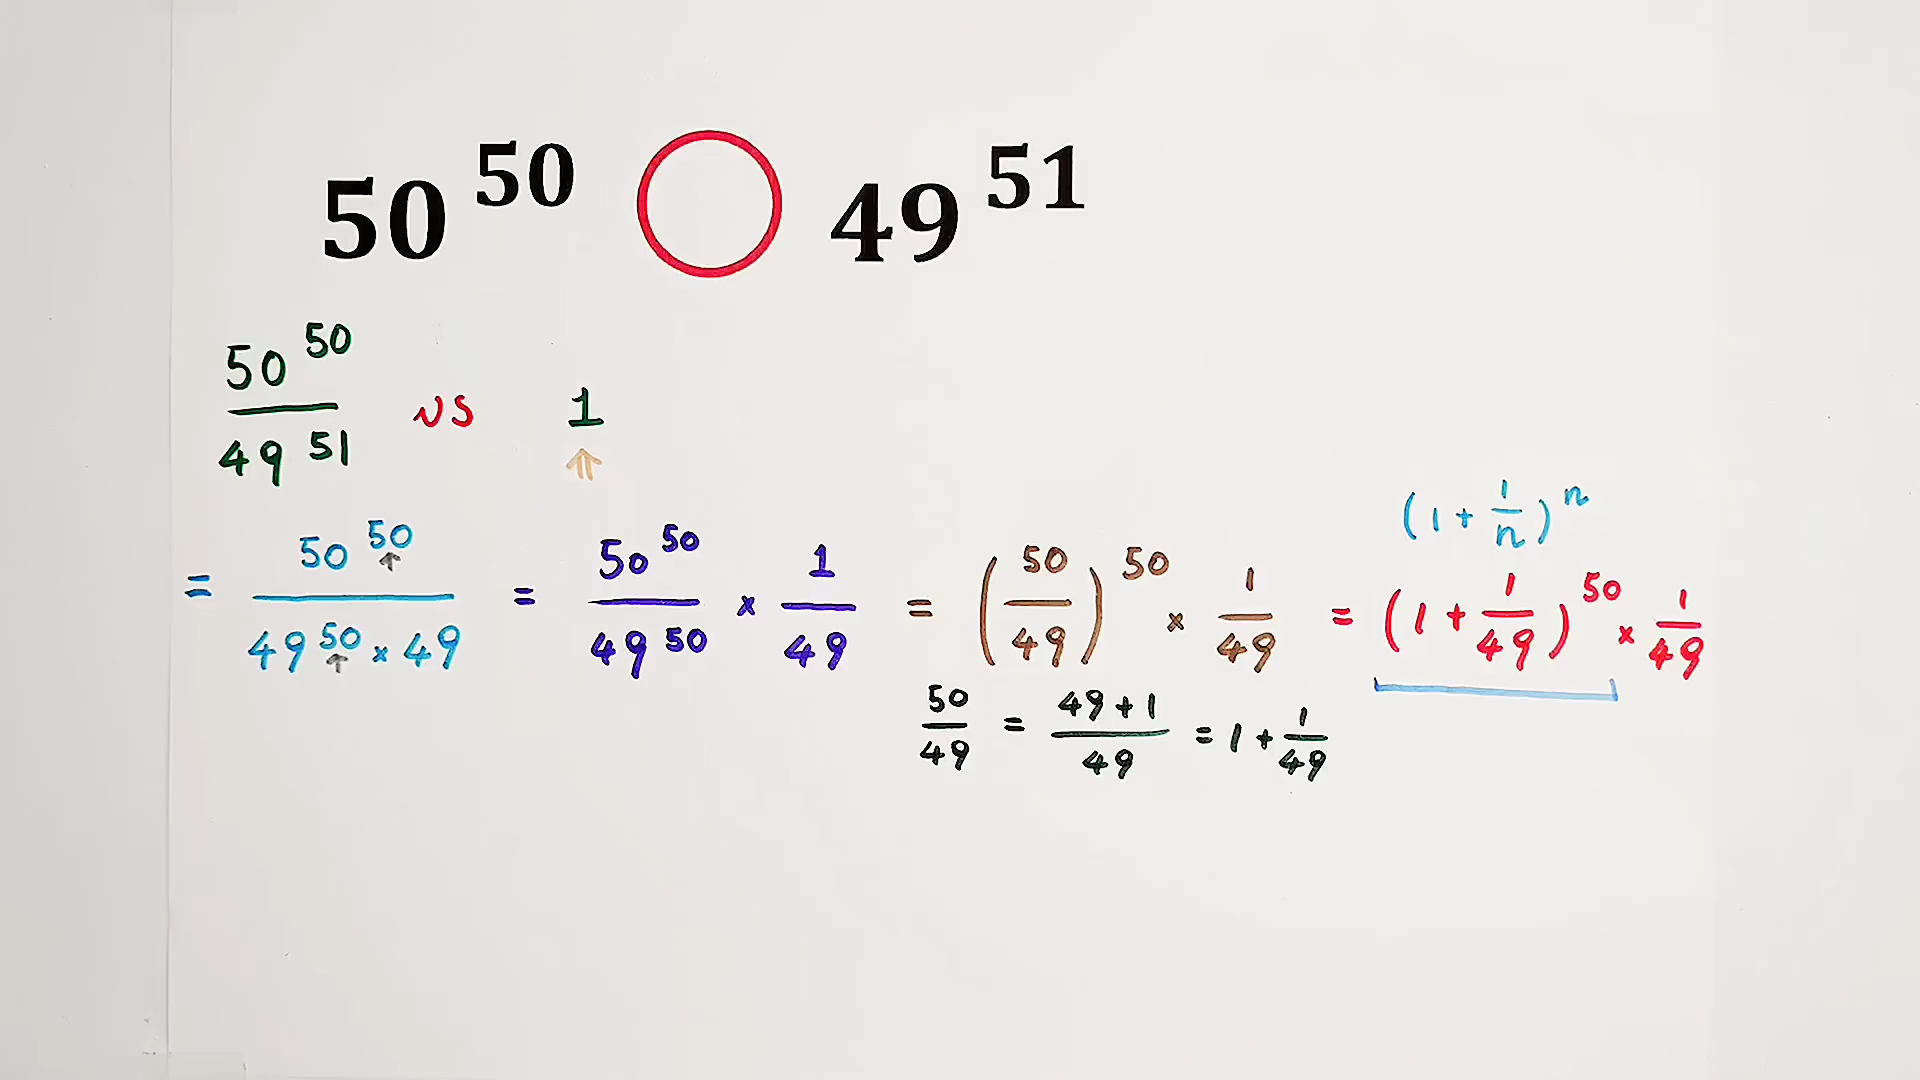 50^50 ○ 49^51
50^50 / 49^51 vs 1
(1 + 1/n)^n
= 50^50 / (49^50 × 49) = 50^50 / 49^50 × 1/49 = (50/49)^50 × 1/49 = (1 + 1/49)^50 × 1/49
50/49 = (49+1)/49 = 1 + 1/49